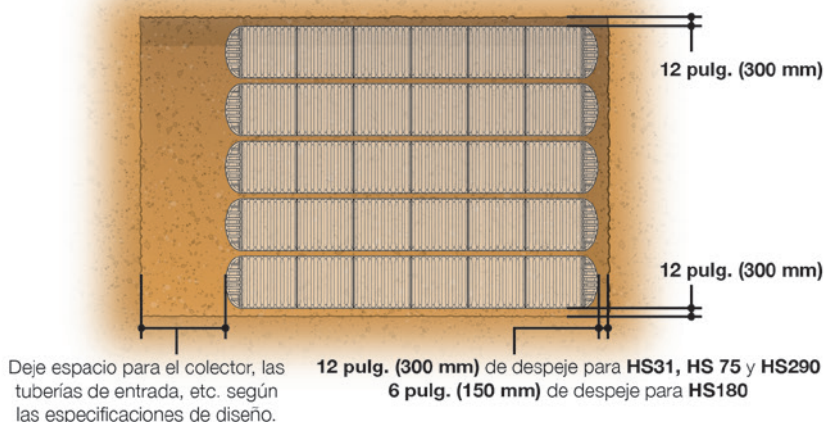 12 pulg. (300 mm)
12 pulg. (300 mm)
Deje espacio para el colector, las
tuberías de entrada, etc. según
las especificaciones de diseño.
12 pulg. (300 mm) de despeje para HS31, HS 75 y HS290
6 pulg. (150 mm) de despeje para HS180